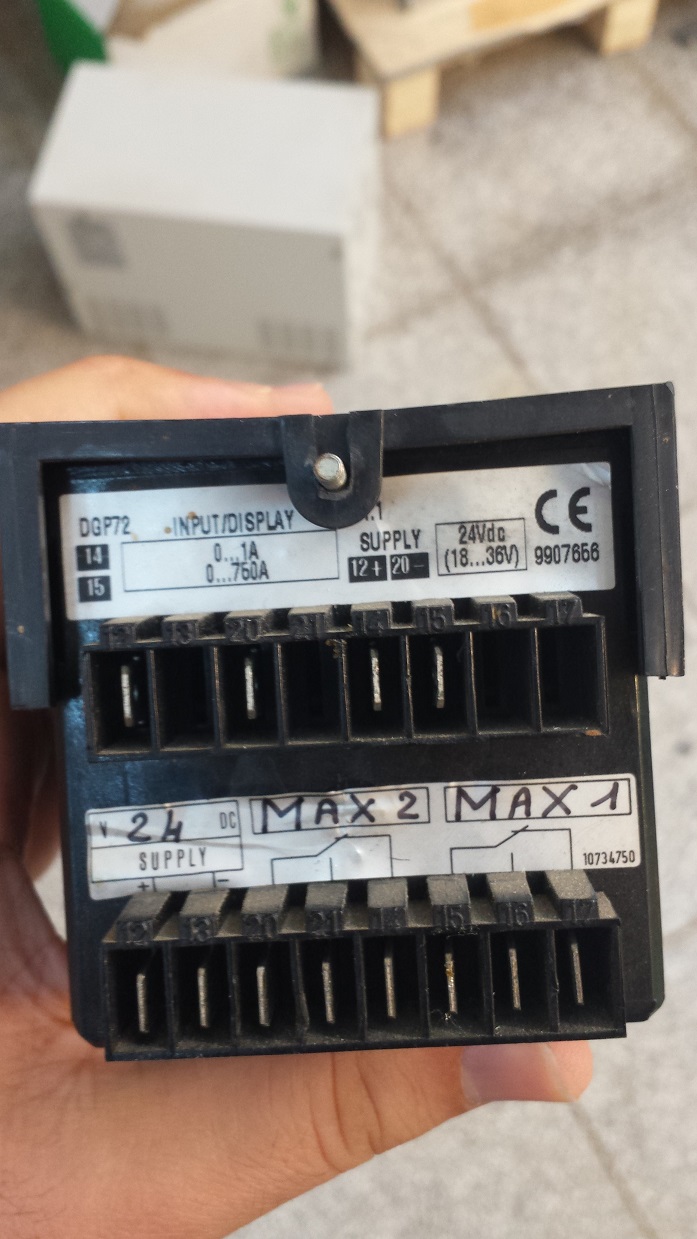 DGP72 INPUT/DISPLAY .1 CE
14 0...1A SUPPLY 24Vdc
15 0...750A 12+ 20- (18...36V) 9907656
12 13 20 21 14 15 16 17
V 24 DC MAX 2 MAX 1
SUPPLY
+ - 10734750
12 13 20 21 14 15 16 17